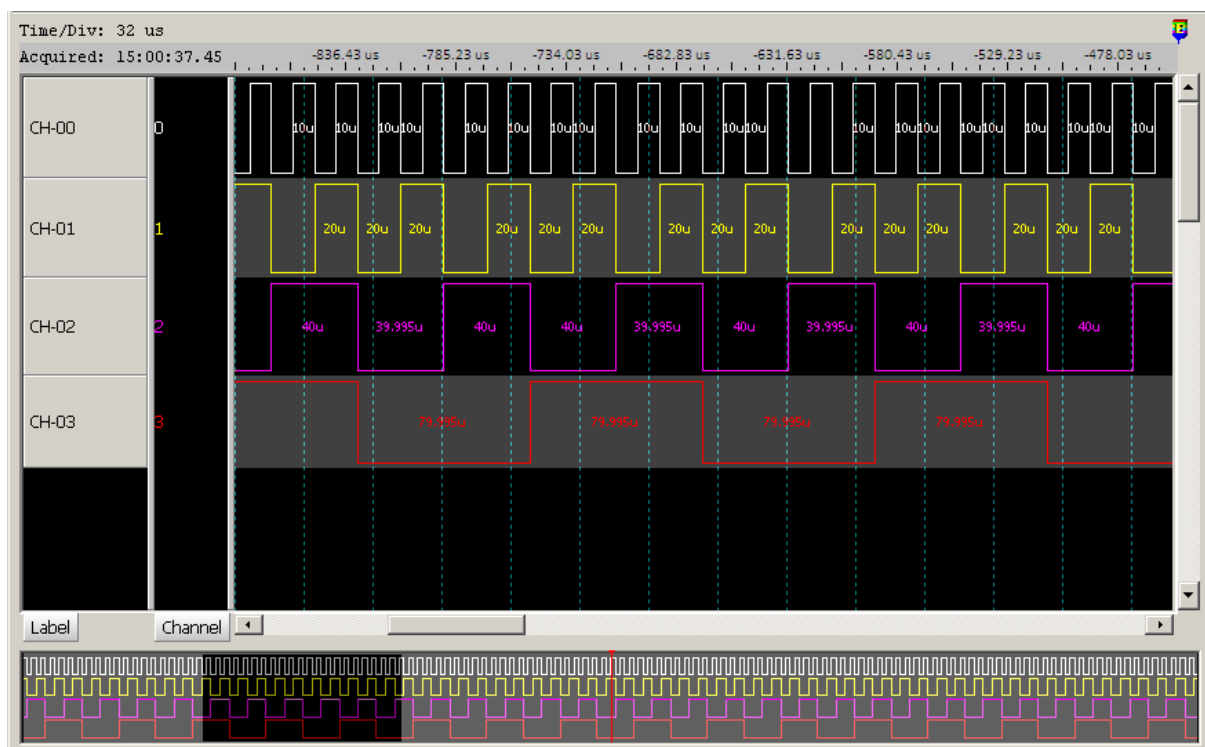 Time/Div: 32 us
Acquired: 15:00:37.45
-836.43 us -785.23 us -734.03 us -682.83 us -631.63 us -580.43 us -529.23 us -478.03 us
CH-00 0 10u 10u 10u 10u 10u 10u 10u 10u 10u 10u 10u 10u 10u 10u 10u 10u 10u 10u 10u 10u 10u
CH-01 1 20u 20u 20u 20u 20u 20u 20u 20u 20u 20u 20u 20u 20u 20u 20u
CH-02 2 40u 39.995u 40u 40u 39.995u 40u 39.995u 40u 39.995u 40u
CH-03 3 79.995u 79.995u 79.995u 79.995u
Label Channel